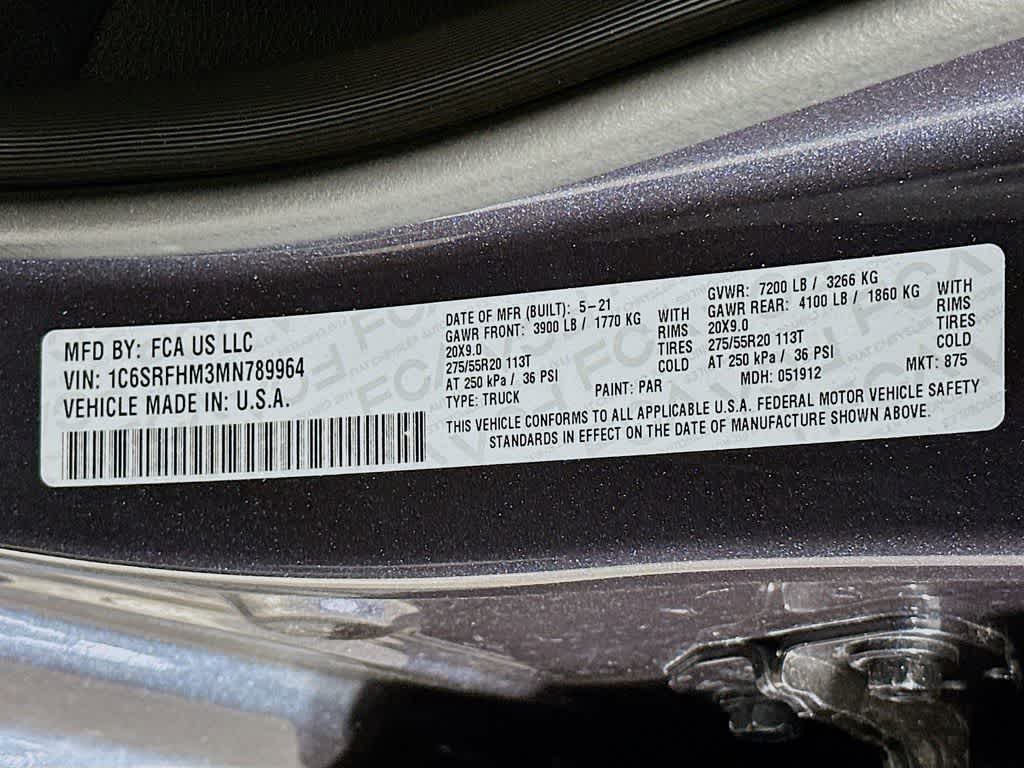 MFD BY: FCA US LLC
VIN: 1C6SRFHM3MN789964
VEHICLE MADE IN: U.S.A.
DATE OF MFR (BUILT): 5-21
GAWR FRONT: 3900 LB / 1770 KG WITH
20X9.0 RIMS
275/55R20 113T TIRES
AT 250 kPa / 36 PSI COLD
TYPE: TRUCK PAINT: PAR
GVWR: 7200 LB / 3266 KG
GAWR REAR: 4100 LB / 1860 KG WITH
20X9.0 RIMS
275/55R20 113T TIRES
AT 250 kPa / 36 PSI COLD
MDH: 051912 MKT: 875
THIS VEHICLE CONFORMS TO ALL APPLICABLE U.S.A. FEDERAL MOTOR VEHICLE SAFETY
STANDARDS IN EFFECT ON THE DATE OF MANUFACTURE SHOWN ABOVE.